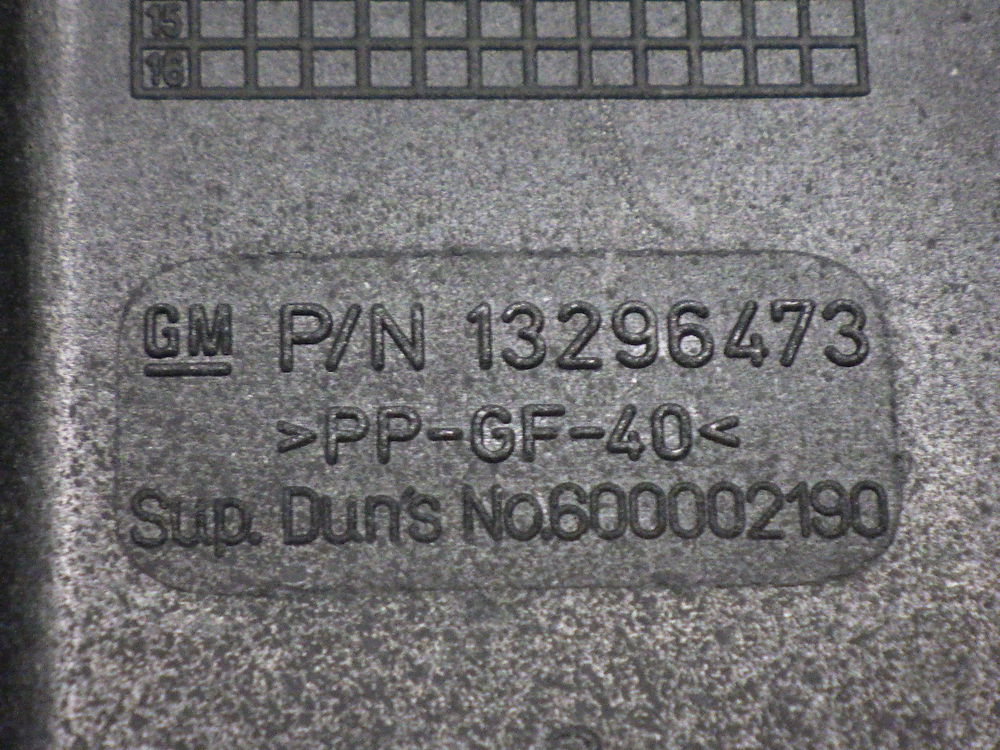 15
16
GM P/N 13296473
>PP-GF-40<
Sup. Dun's No.600002190